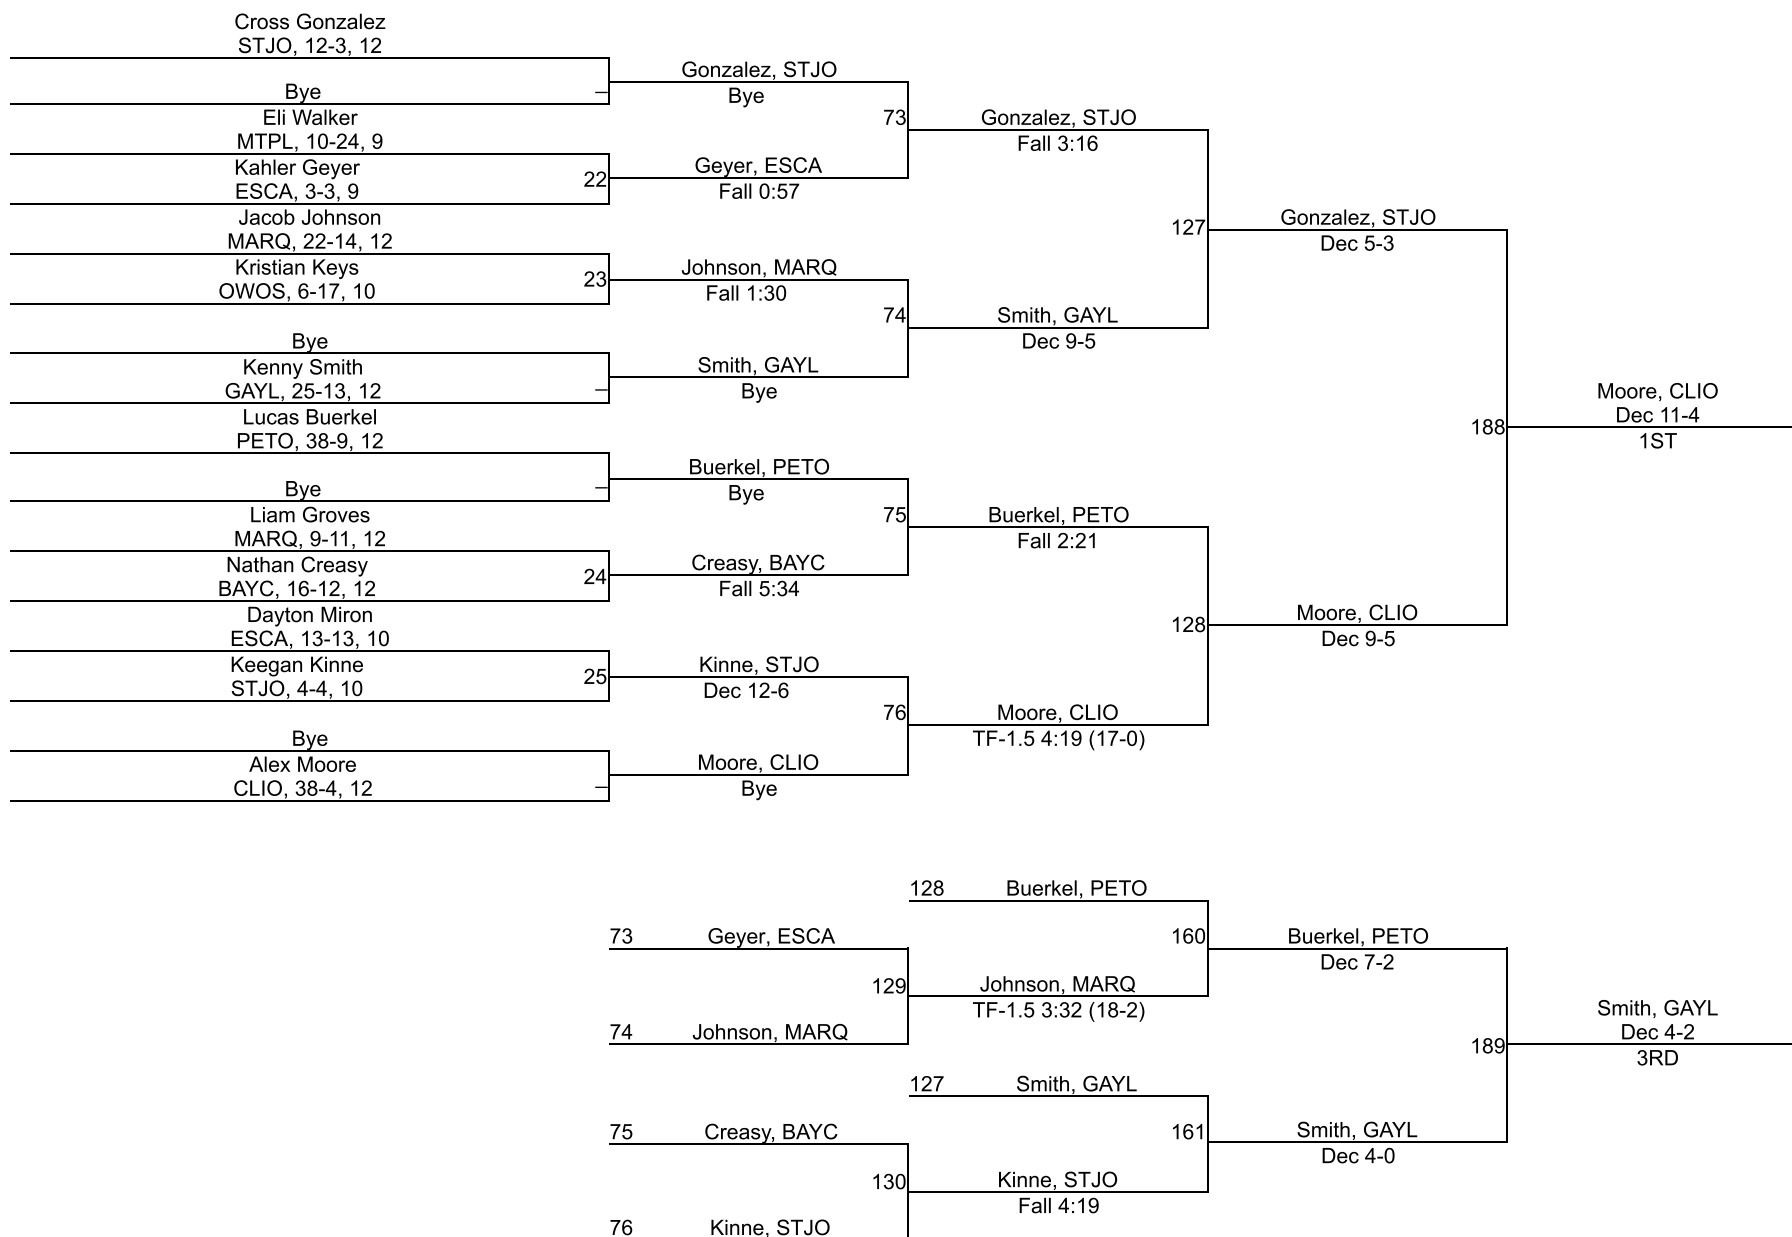 Cross Gonzalez
STJO, 12-3, 12
Bye
–
Eli Walker
MTPL, 10-24, 9
Kahler Geyer
ESCA, 3-3, 9
22
Jacob Johnson
MARQ, 22-14, 12
Kristian Keys
OWOS, 6-17, 10
23
Bye
Kenny Smith
GAYL, 25-13, 12
–
Lucas Buerkel
PETO, 38-9, 12
Bye
–
Liam Groves
MARQ, 9-11, 12
Nathan Creasy
BAYC, 16-12, 12
24
Dayton Miron
ESCA, 13-13, 10
Keegan Kinne
STJO, 4-4, 10
25
Bye
Alex Moore
CLIO, 38-4, 12
–
Gonzalez, STJO
Bye
73
Geyer, ESCA
Fall 0:57
Johnson, MARQ
Fall 1:30
74
Smith, GAYL
Bye
Buerkel, PETO
Bye
75
Creasy, BAYC
Fall 5:34
Kinne, STJO
Dec 12-6
76
Moore, CLIO
Bye
Gonzalez, STJO
Fall 3:16
127
Smith, GAYL
Dec 9-5
Buerkel, PETO
Fall 2:21
128
Moore, CLIO
TF-1.5 4:19 (17-0)
Gonzalez, STJO
Dec 5-3
188
Moore, CLIO
Dec 9-5
Moore, CLIO
Dec 11-4
1ST
128 Buerkel, PETO
73 Geyer, ESCA
129
74 Johnson, MARQ
160
Johnson, MARQ
TF-1.5 3:32 (18-2)
127 Smith, GAYL
75 Creasy, BAYC
130
76 Kinne, STJO
161
Kinne, STJO
Fall 4:19
Buerkel, PETO
Dec 7-2
189
Smith, GAYL
Dec 4-0
Smith, GAYL
Dec 4-2
3RD